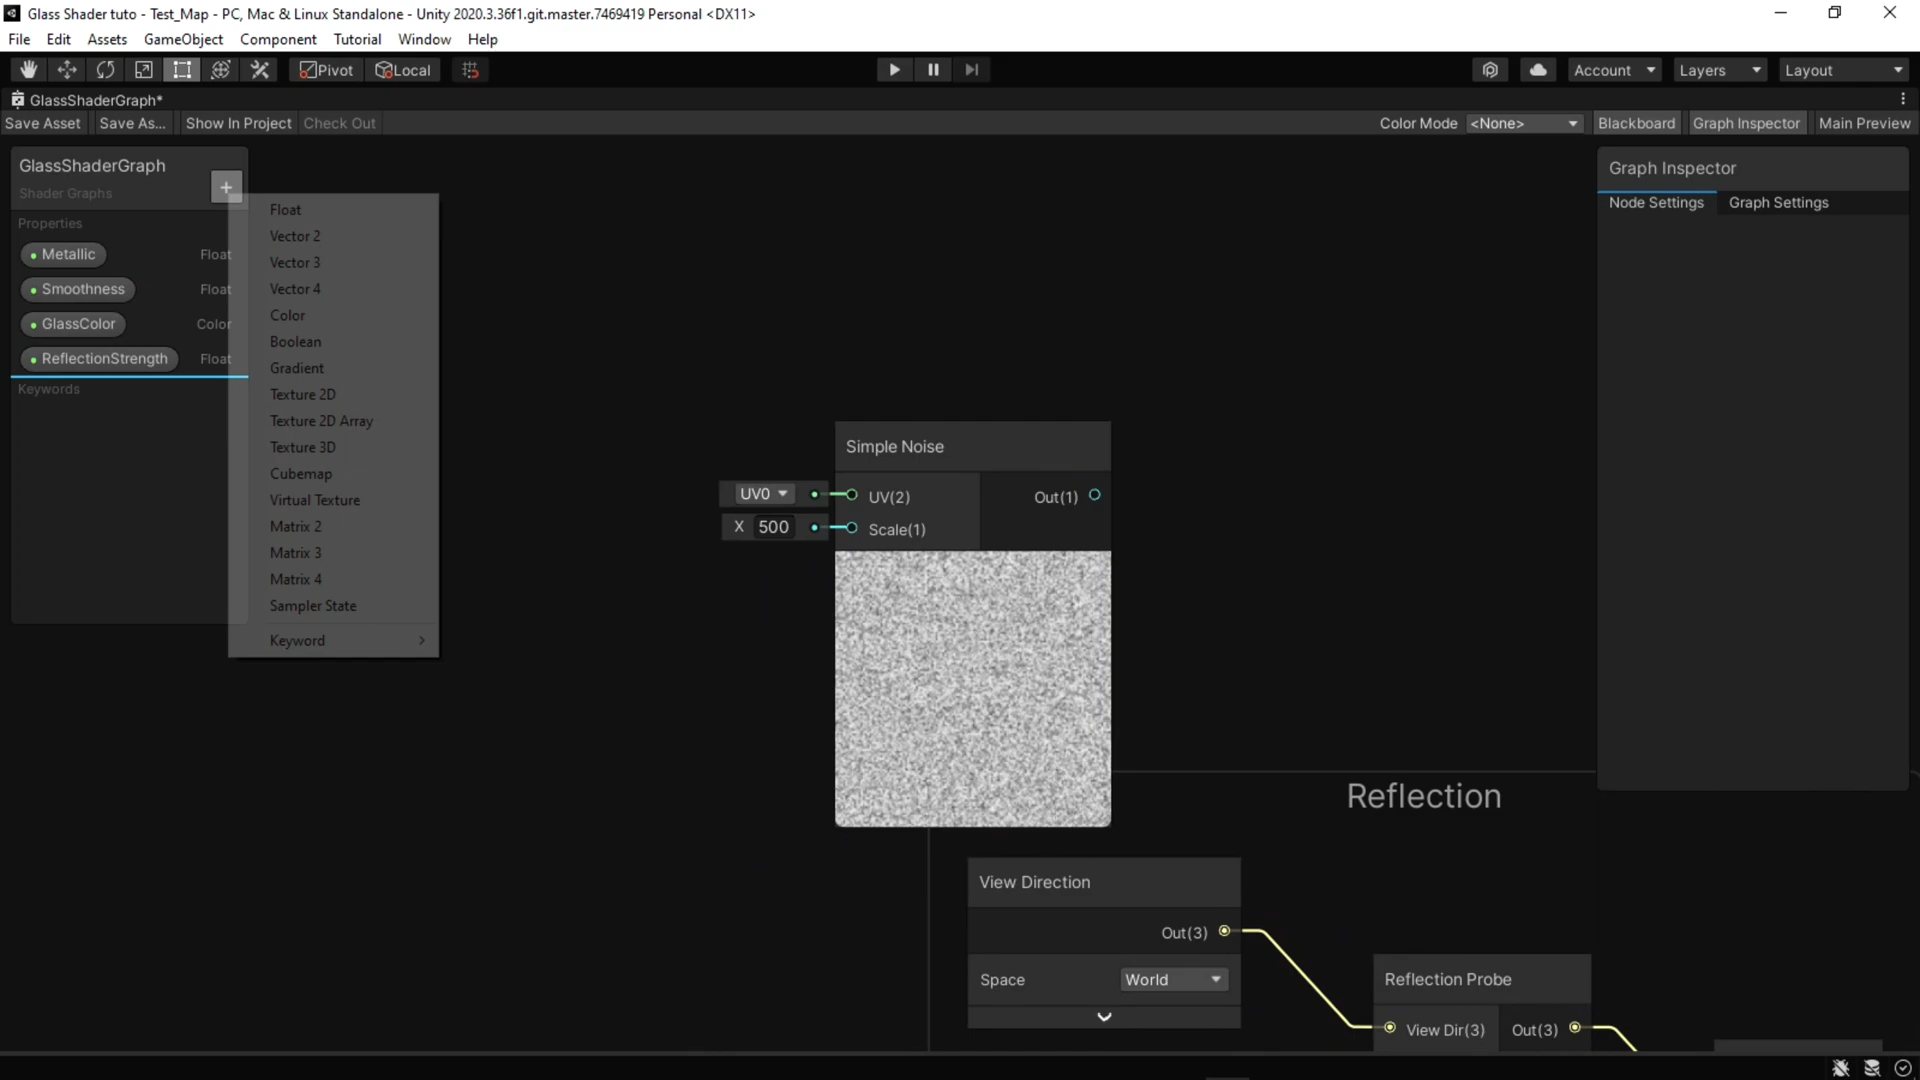 Glass Shader tuto - Test_Map - PC, Mac & Linux Standalone - Unity 2020.3.36f1.git.master.7469419 Personal <DX11>
File Edit Assets GameObject Component Tutorial Window Help
Pivot Local Account Layers Layout
GlassShaderGraph*
Save Asset Save As... Show In Project Check Out Color Mode <None> Blackboard Graph Inspector Main Preview
GlassShaderGraph
Shader Graphs
+
Properties
Metallic Float
Smoothness Float
GlassColor Color
ReflectionStrength Float
Keywords
Float
Vector 2
Vector 3
Vector 4
Color
Boolean
Gradient
Texture 2D
Texture 2D Array
Texture 3D
Cubemap
Virtual Texture
Matrix 2
Matrix 3
Matrix 4
Sampler State
Keyword
Simple Noise
UV0 UV(2) Out(1)
X 500 Scale(1)
Graph Inspector
Node Settings Graph Settings
Reflection
View Direction
Out(3)
Space World
Reflection Probe
View Dir(3) Out(3)